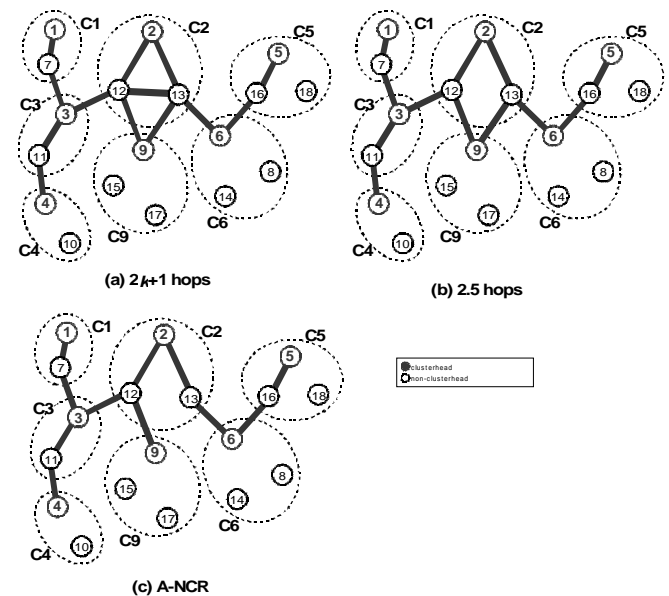 C1
C2
C5
1
2
5
7
12
13
16
18
C3
3
6
11
9
8
15
14
4
17
10
C9
C6
C4
(a) 2k+1 hops
C1
C2
C5
1
2
5
7
12
13
16
18
C3
3
6
11
9
8
15
14
4
17
10
C9
C6
C4
(b) 2.5 hops
C1
C2
C5
1
2
5
7
12
13
16
18
C3
3
6
11
9
8
15
14
4
17
10
C9
C6
C4
(c) A-NCR
clusterhead
non-clusterhead